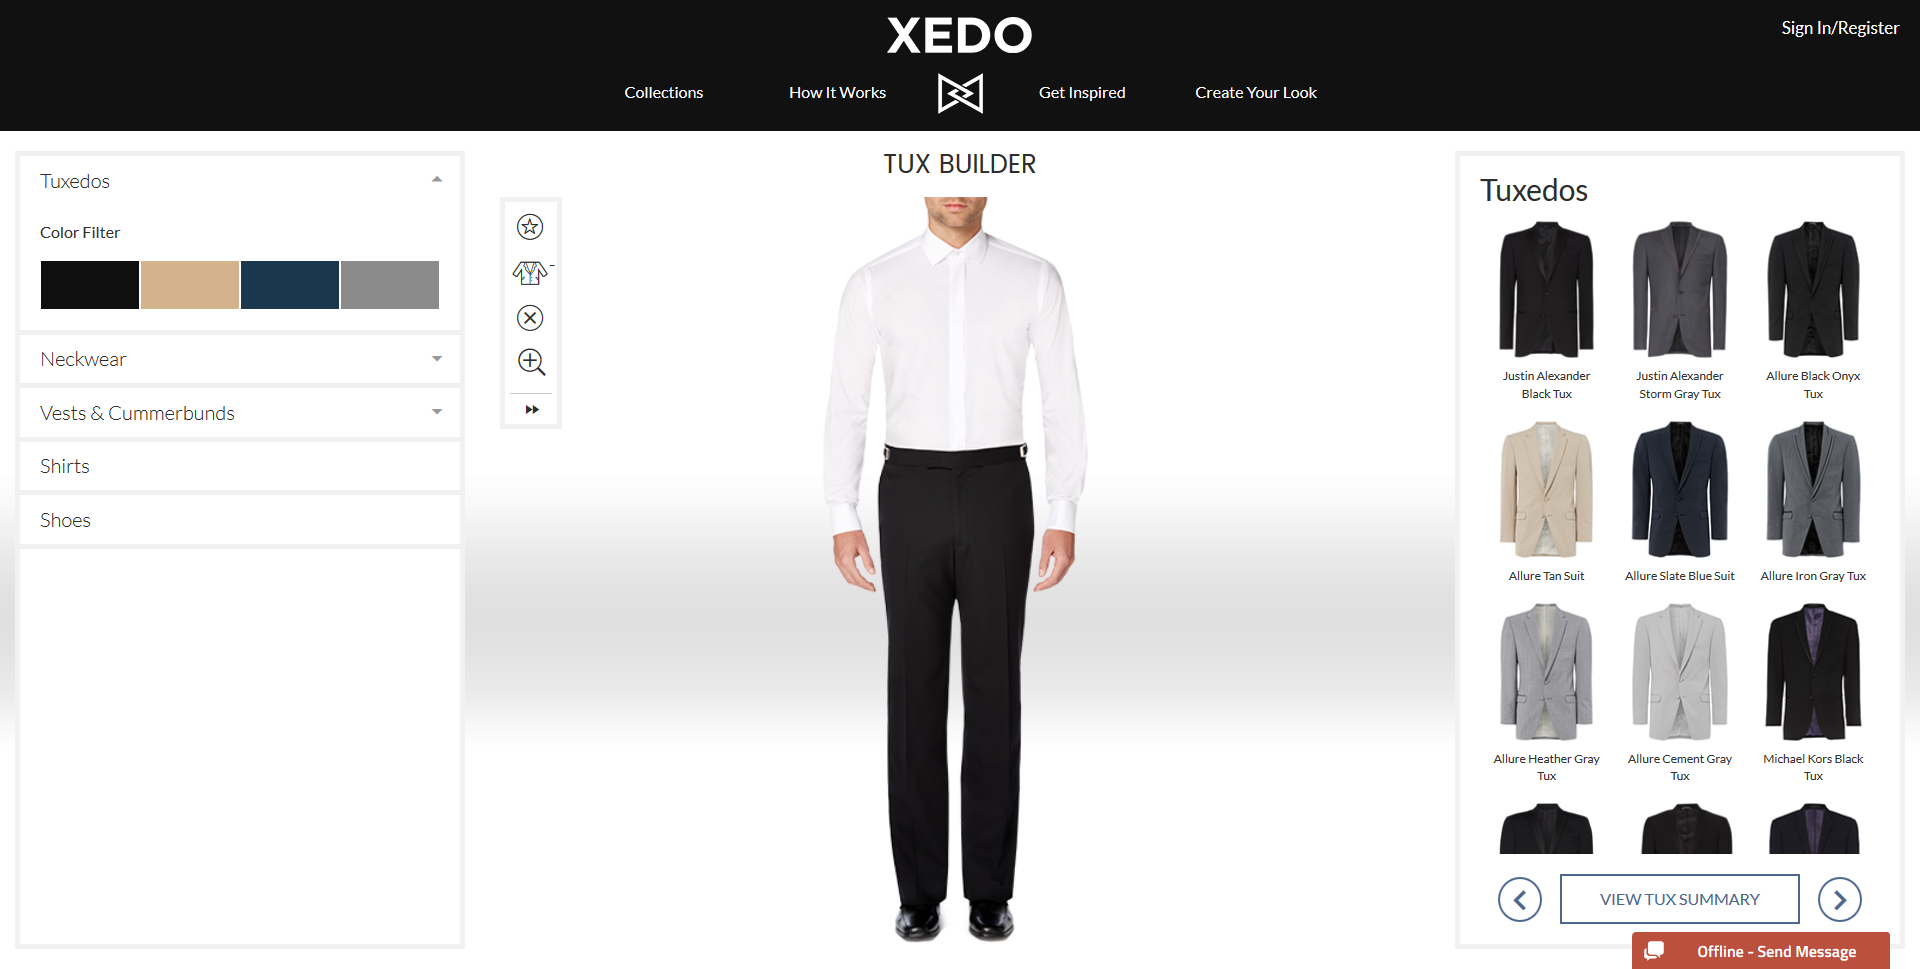 XEDO
Sign In/Register
Collections
How It Works
Get Inspired
Create Your Look
Tuxedos
Color Filter
Neckwear
Vests & Cummerbunds
Shirts
Shoes
TUX BUILDER
Tuxedos
Justin Alexander
Black Tux
Justin Alexander
Storm Gray Tux
Allure Black Onyx
Tux
Allure Tan Suit
Allure Slate Blue Suit
Allure Iron Gray Tux
Allure Heather Gray
Tux
Allure Cement Gray
Tux
Michael Kors Black
Tux
VIEW TUX SUMMARY
Offline - Send Message